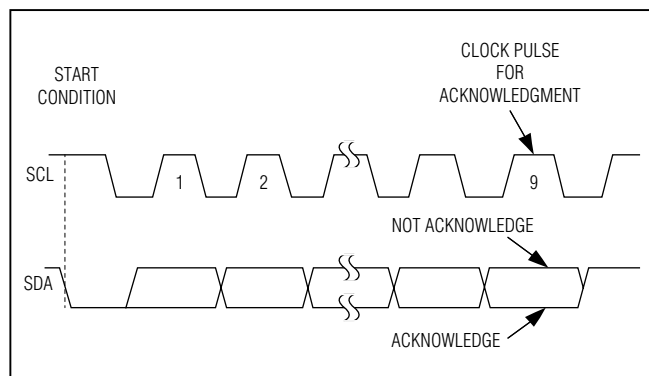 START
CONDITION
CLOCK PULSE
FOR
ACKNOWLEDGMENT
SCL
1
2
9
NOT ACKNOWLEDGE
SDA
ACKNOWLEDGE